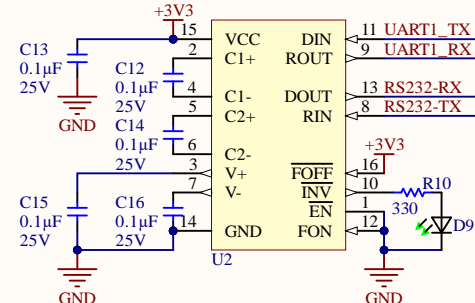 +3V3
C13
0.1µF
25V
GND
15 VCC
2 C1+
C12
0.1µF
25V
4 C1-
5 C2+
C14
0.1µF
25V
6 C2-
3 V+
7 V-
C15
0.1µF
25V
C16
0.1µF
25V
14 GND
GND
U2
DIN 11 UART1_TX
ROUT 9 UART1_RX
DOUT 13 RS232-RX
RIN 8 RS232-TX
+3V3
FOFF 16
INV 10
R10
330
EN 1
FON 12
D9
GND